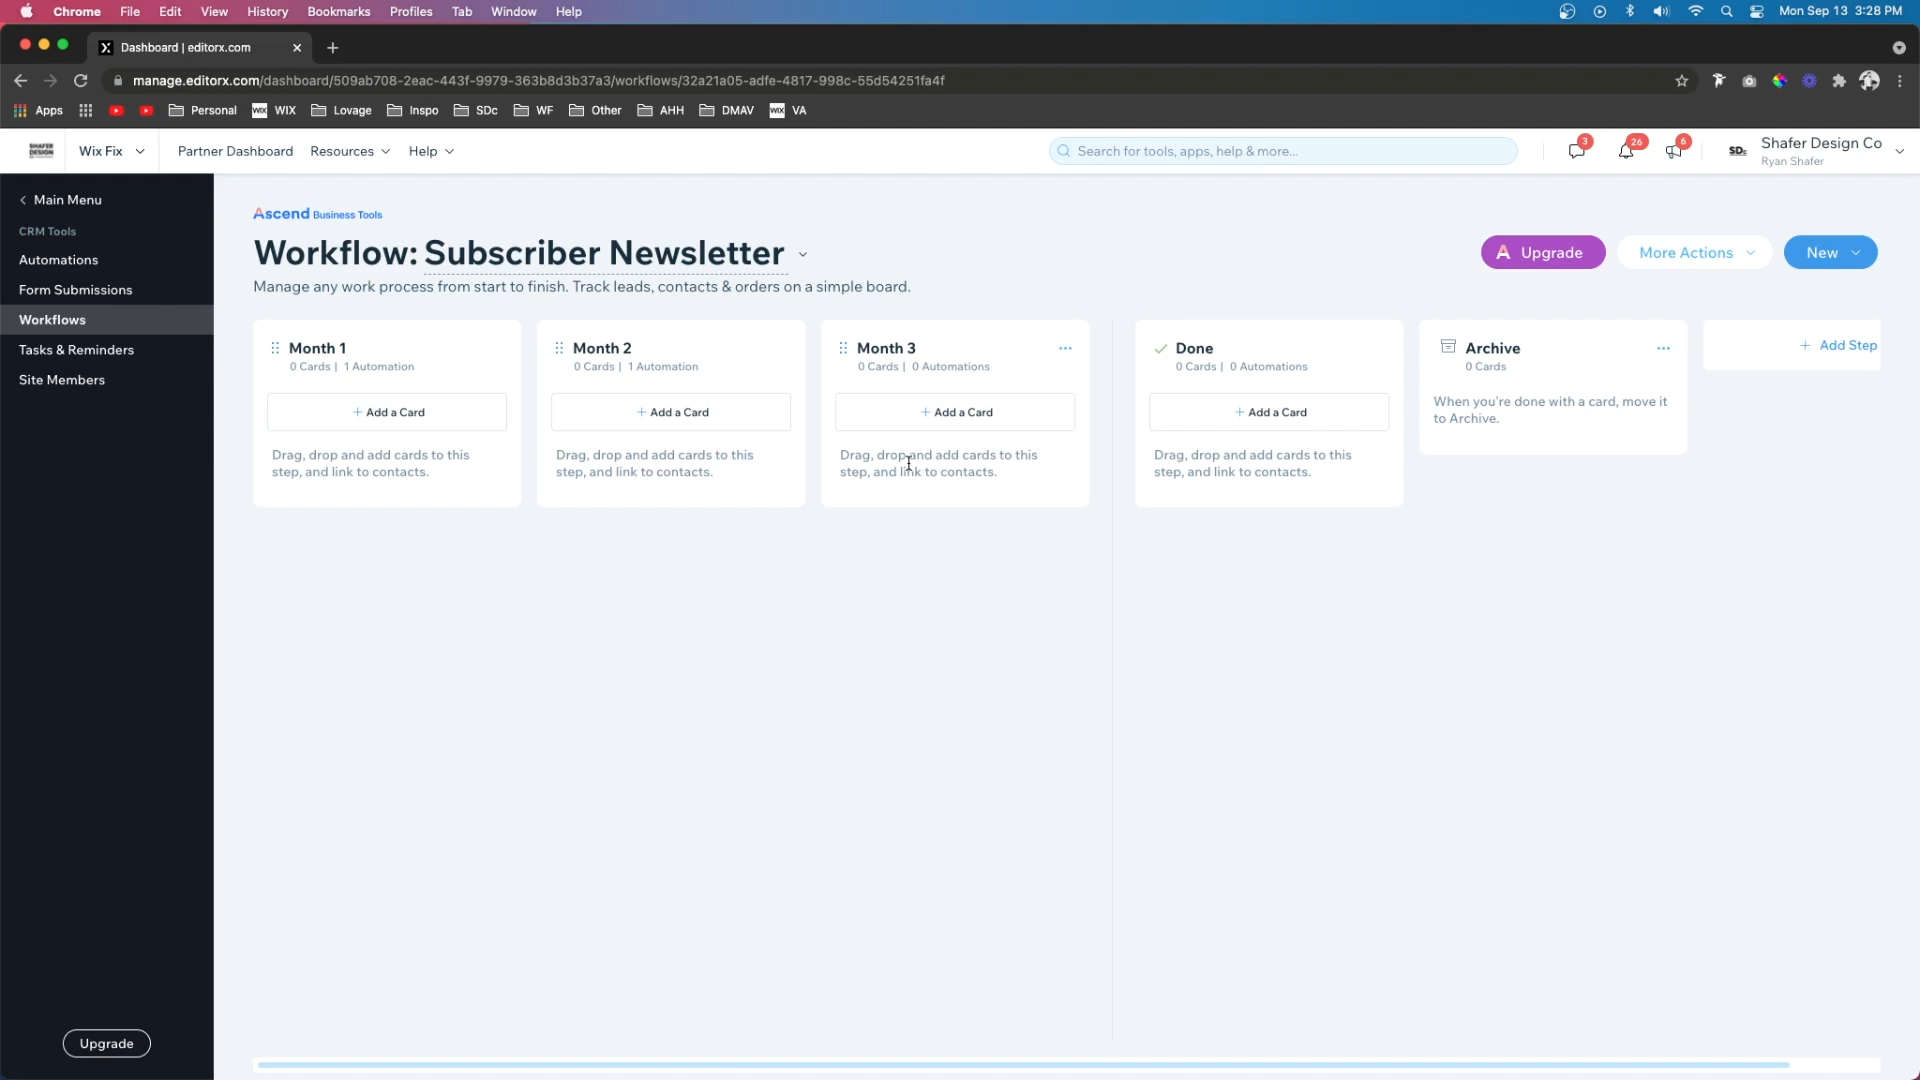 Chrome File Edit View History Bookmarks Profiles Tab Window Help Mon Sep 13 3:28 PM
Dashboard | editorx.com
manage.editorx.com/dashboard/509ab708-2eac-443f-9979-363b8d3b37a3/workflows/32a21a05-adfe-4817-998c-55d54251fa4f
Apps Personal WIX WIX Lovage Inspo SDc WF Other AHH DMAV WIX VA
SHAFER DESIGN Wix Fix Partner Dashboard Resources Help Search for tools, apps, help & more... 3 26 6 SDc Shafer Design Co
Ryan Shafer
Main Menu
CRM Tools
Automations
Form Submissions
Workflows
Tasks & Reminders
Site Members
Upgrade
Ascend Business Tools
Workflow: Subscriber Newsletter
Manage any work process from start to finish. Track leads, contacts & orders on a simple board.
A Upgrade More Actions New
Month 1
0 Cards | 1 Automation
+ Add a Card
Drag, drop and add cards to this
step, and link to contacts.
Month 2
0 Cards | 1 Automation
+ Add a Card
Drag, drop and add cards to this
step, and link to contacts.
Month 3
0 Cards | 0 Automations
+ Add a Card
Drag, drop and add cards to this
step, and link to contacts.
Done
0 Cards | 0 Automations
+ Add a Card
Drag, drop and add cards to this
step, and link to contacts.
Archive
0 Cards
When you're done with a card, move it
to Archive.
+ Add Step